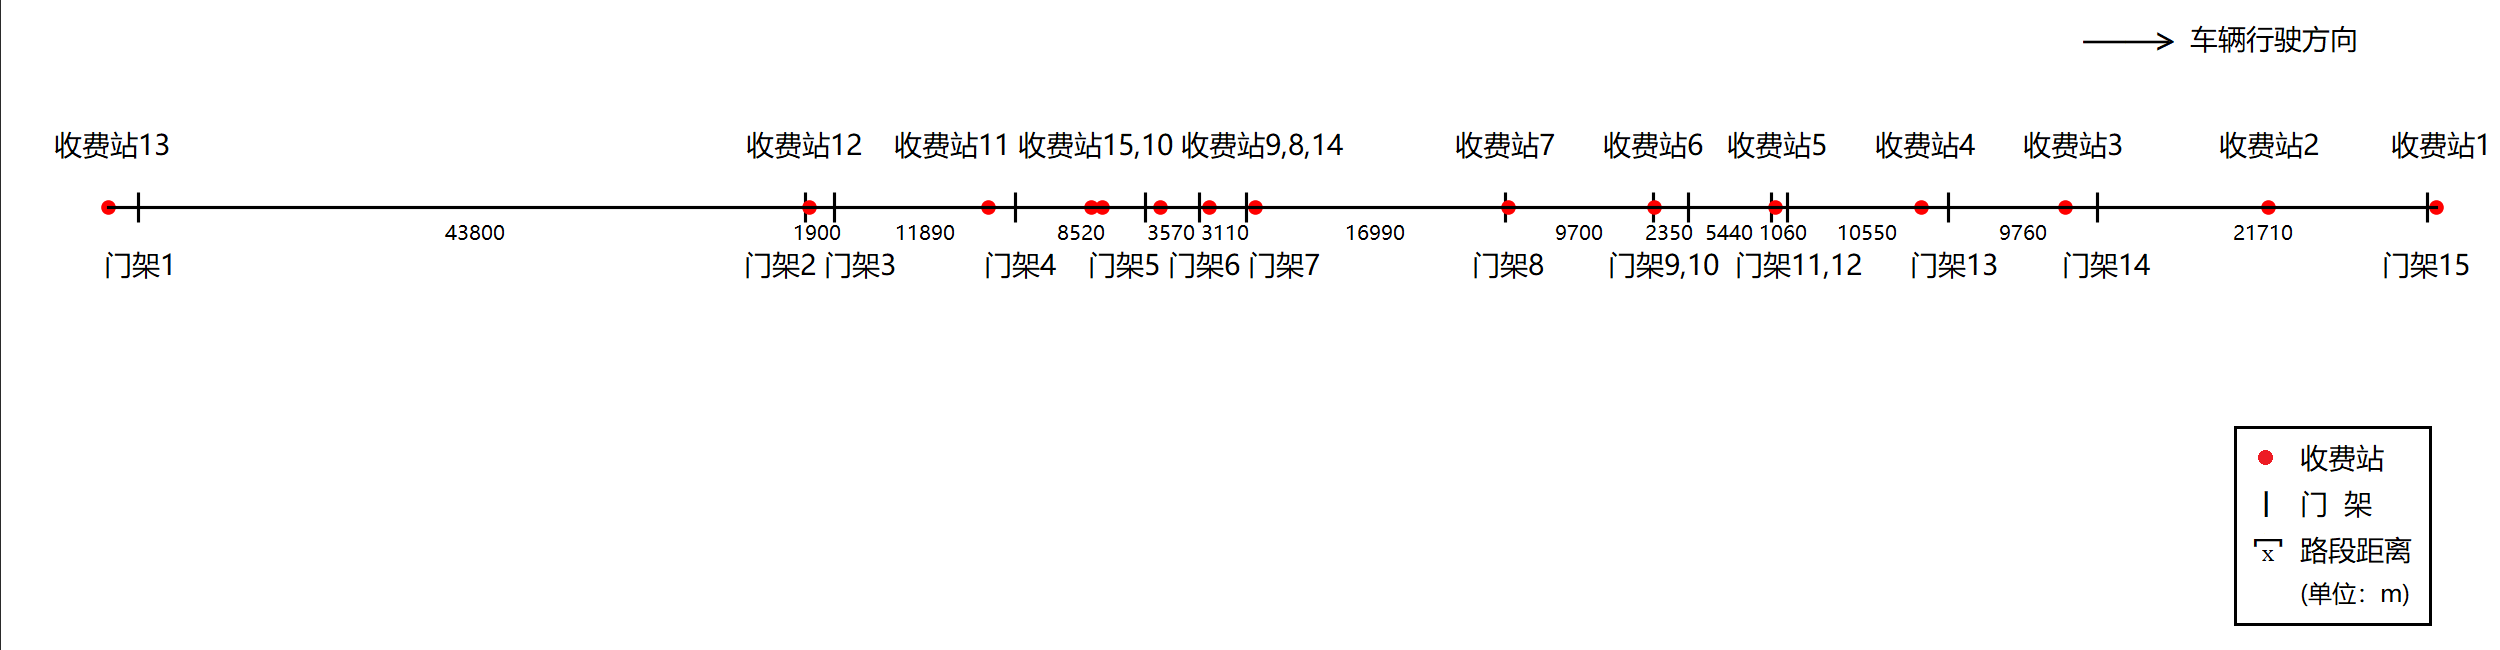 车辆行驶方向
收费站13 收费站12 收费站11 收费站15,10 收费站9,8,14 收费站7 收费站6 收费站5 收费站4 收费站3 收费站2 收费站1
43800 1900 11890 8520 3570 3110 16990 9700 2350 5440 1060 10550 9760 21710
门架1 门架2 门架3 门架4 门架5 门架6 门架7 门架8 门架9,10 门架11,12 门架13 门架14 门架15
收费站
门 架
x 路段距离
(单位：m)